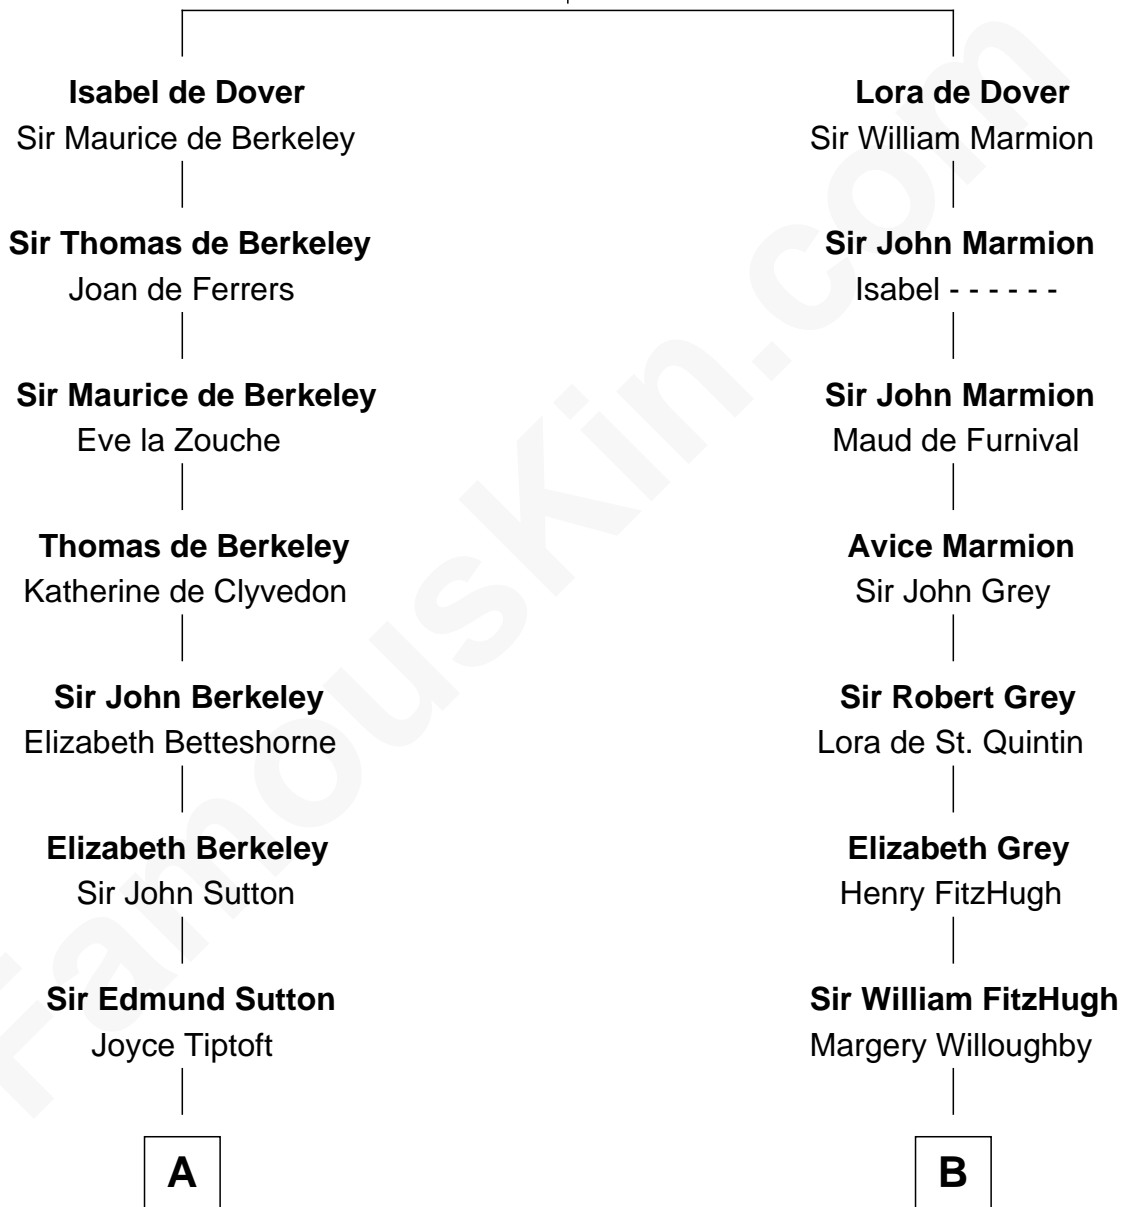 Isabel de Dover
Sir Maurice de Berkeley
Sir Thomas de Berkeley
Joan de Ferrers
Sir Maurice de Berkeley
Eve la Zouche
Thomas de Berkeley
Katherine de Clyvedon
Sir John Berkeley
Elizabeth Betteshorne
Elizabeth Berkeley
Sir John Sutton
Sir Edmund Sutton
Joyce Tiptoft
A
Lora de Dover
Sir William Marmion
Sir John Marmion
Isabel - - - - - -
Sir John Marmion
Maud de Furnival
Avice Marmion
Sir John Grey
Sir Robert Grey
Lora de St. Quintin
Elizabeth Grey
Henry FitzHugh
Sir William FitzHugh
Margery Willoughby
B
FamousKin.com